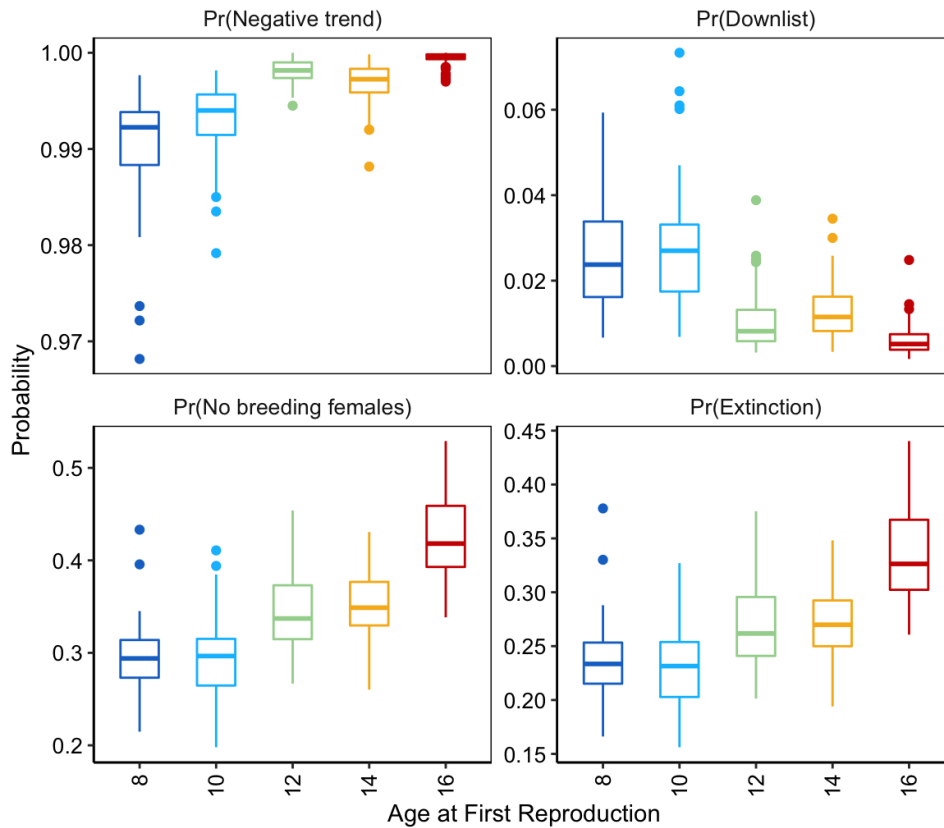 Pr(Negative trend)
Pr(Downlist)
1.00
0.99
0.98
0.97
0.06
0.04
0.02
0.00
Probability
Pr(No breeding females)
Pr(Extinction)
0.5
0.4
0.3
0.2
0.45
0.40
0.35
0.30
0.25
0.20
0.15
8 10 12 14 16
8 10 12 14 16
Age at First Reproduction